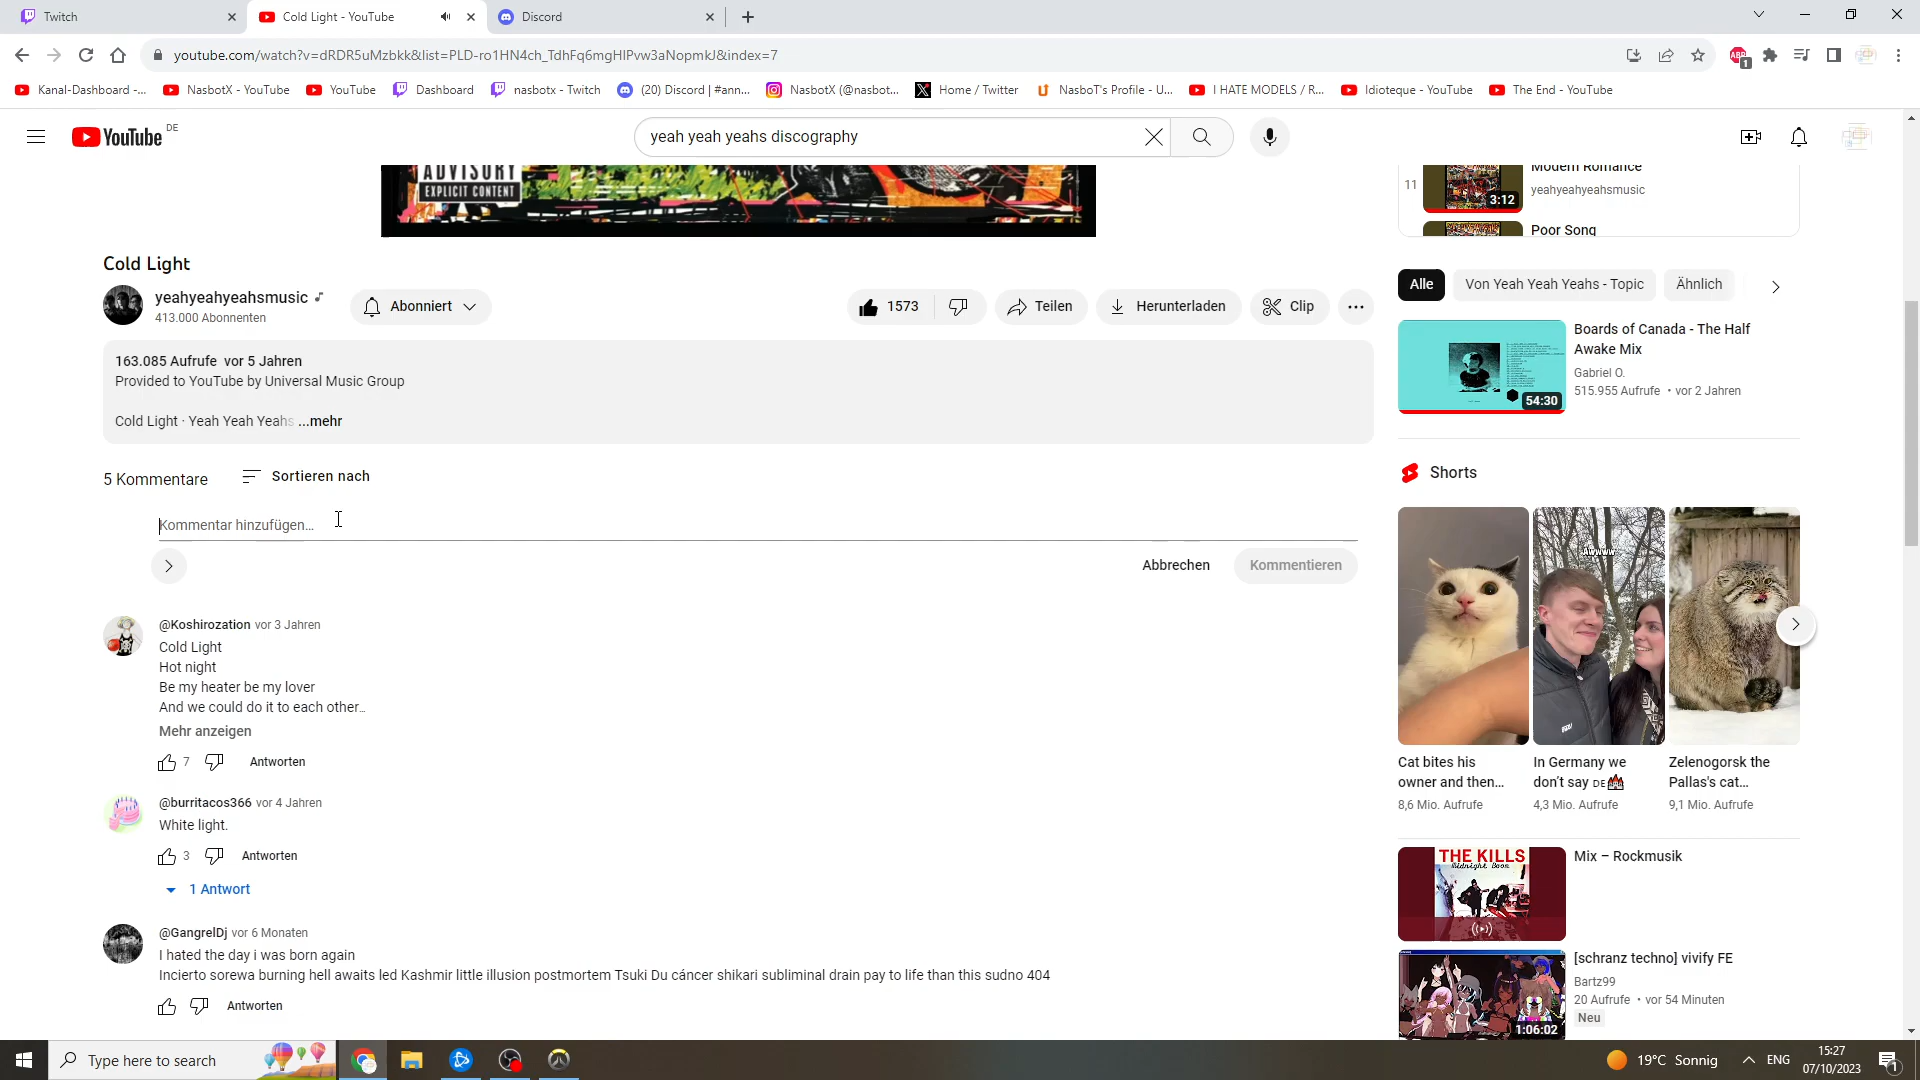 Twitch
Cold Light - YouTube
Discord
youtube.com/watch?v=dRDR5uMzbkk&list=PLD-ro1HN4ch_TdhFq6mgHIPvw3aNopmkJ&index=7
ABP
1
Kanal-Dashboard -...
NasbotX - YouTube
YouTube
Dashboard
nasbotx - Twitch
(20) Discord | #ann...
NasbotX (@nasbot...
Home / Twitter
NasboT's Profile - U...
I HATE MODELS / R...
Idioteque - YouTube
The End - YouTube
YouTube DE
yeah yeah yeahs discography
ADVISORY
EXPLICIT CONTENT
11
3:12
Modern Romance
yeahyeahyeahsmusic
Poor Song
Cold Light
yeahyeahyeahsmusic
413.000 Abonnenten
Abonniert
1573
Teilen
Herunterladen
Clip
Alle
Von Yeah Yeah Yeahs - Topic
Ähnlich
163.085 Aufrufe vor 5 Jahren
Provided to YouTube by Universal Music Group
Cold Light · Yeah Yeah Yeahs ...mehr
Boards of Canada - The Half
Awake Mix
Gabriel O.
515.955 Aufrufe • vor 2 Jahren
54:30
5 Kommentare
Sortieren nach
Kommentar hinzufügen...
Abbrechen
Kommentieren
Shorts
Awwww
Cat bites his
owner and then...
8,6 Mio. Aufrufe
In Germany we
don't say DE
4,3 Mio. Aufrufe
Zelenogorsk the
Pallas's cat...
9,1 Mio. Aufrufe
@Koshirozation vor 3 Jahren
Cold Light
Hot night
Be my heater be my lover
And we could do it to each other...
Mehr anzeigen
7
Antworten
@burritacos366 vor 4 Jahren
White light.
3
Antworten
1 Antwort
@GangrelDj vor 6 Monaten
I hated the day i was born again
Incierto sorewa burning hell awaits led Kashmir little illusion postmortem Tsuki Du cáncer shikari subliminal drain pay to life than this sudno 404
Antworten
THE KILLS
Midnight Boom
Mix – Rockmusik
[schranz techno] vivify FE
Bartz99
20 Aufrufe • vor 54 Minuten
Neu
1:06:02
Type here to search
19°C Sonnig
ENG
15:27
07/10/2023
1